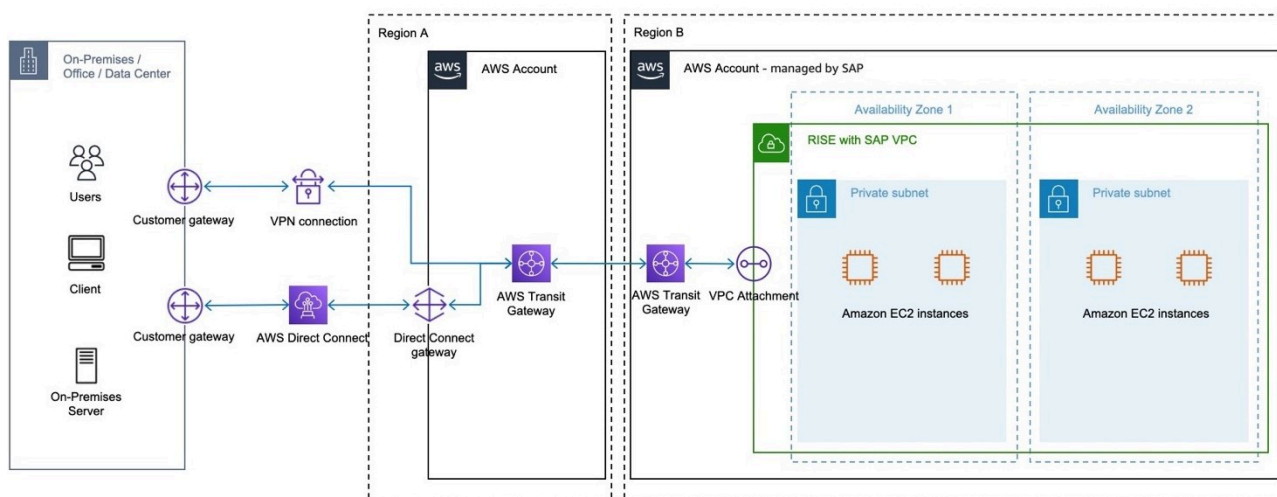 Region A
Region B
On-Premises /
Office / Data Center
aws
AWS Account
aws
AWS Account - managed by SAP
Availability Zone 1
Availability Zone 2
RISE with SAP VPC
Private subnet
Private subnet
Users
Customer gateway
VPN connection
Client
AWS Transit
Gateway
AWS Transit
Gateway
VPC Attachment
Amazon EC2 instances
Amazon EC2 instances
Customer gateway
AWS Direct Connect
Direct Connect
gateway
On-Premises
Server